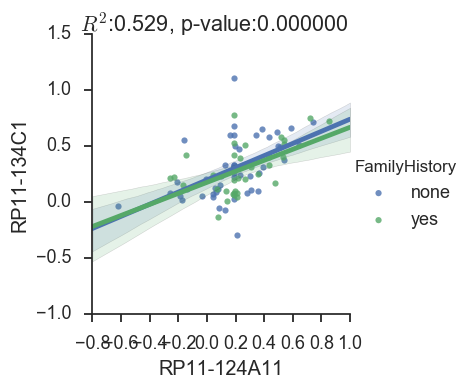 R²:0.529, p-value:0.000000
1.5
1.0
0.5
0.0
−0.5
−1.0
RP11-134C1
−0.8 −0.6 −0.4 −0.2 0.0 0.2 0.4 0.6 0.8 1.0
RP11-124A11
FamilyHistory
none
yes